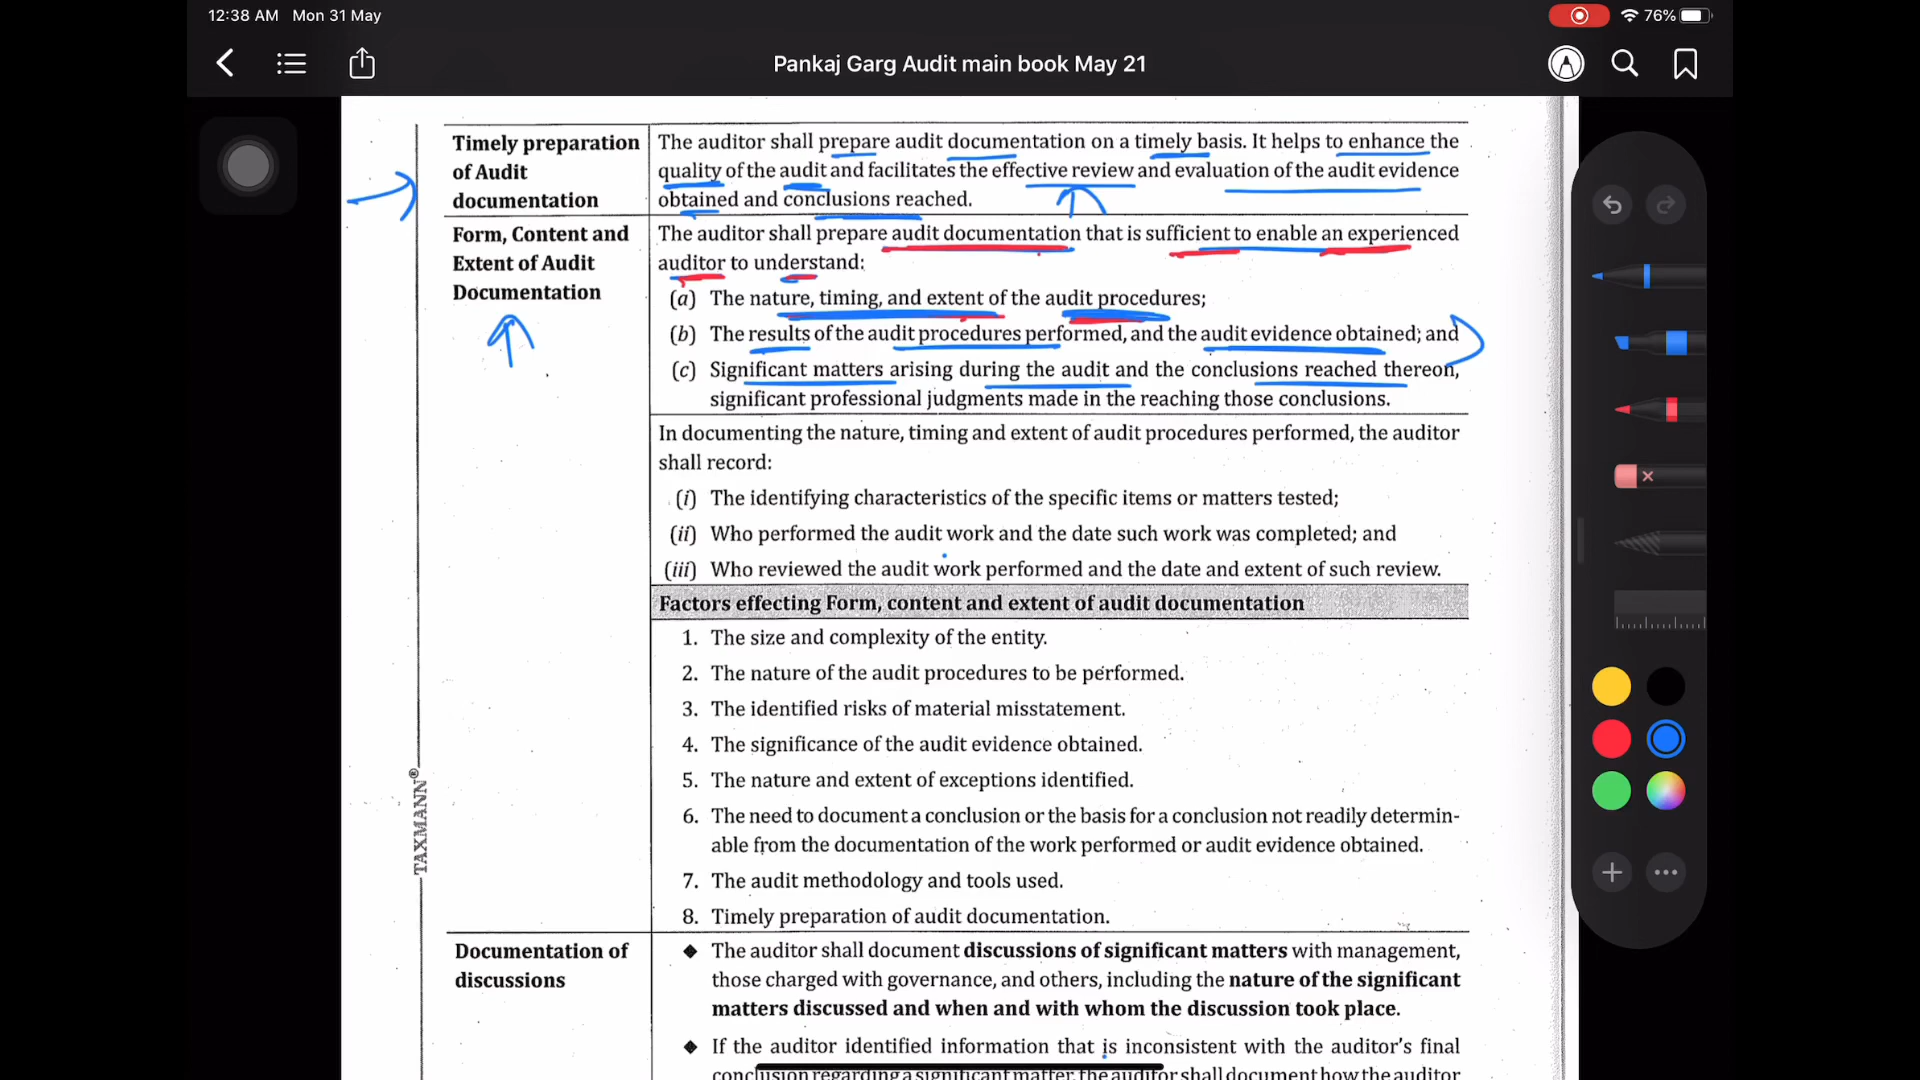 12:38 AM Mon 31 May
76%
Pankaj Garg Audit main book May 21
Timely preparation
of Audit
documentation
The auditor shall prepare audit documentation on a timely basis. It helps to enhance the
quality of the audit and facilitates the effective review and evaluation of the audit evidence
obtained and conclusions reached.
Form, Content and
Extent of Audit
Documentation
The auditor shall prepare audit documentation that is sufficient to enable an experienced
auditor to understand:
(a) The nature, timing, and extent of the audit procedures;
(b) The results of the audit procedures performed, and the audit evidence obtained; and
(c) Significant matters arising during the audit and the conclusions reached thereon,
significant professional judgments made in the reaching those conclusions.
In documenting the nature, timing and extent of audit procedures performed, the auditor
shall record:
(i) The identifying characteristics of the specific items or matters tested;
(ii) Who performed the audit work and the date such work was completed; and
(iii) Who reviewed the audit work performed and the date and extent of such review.
Factors effecting Form, content and extent of audit documentation
1. The size and complexity of the entity.
2. The nature of the audit procedures to be performed.
3. The identified risks of material misstatement.
4. The significance of the audit evidence obtained.
5. The nature and extent of exceptions identified.
6. The need to document a conclusion or the basis for a conclusion not readily determin-
able from the documentation of the work performed or audit evidence obtained.
7. The audit methodology and tools used.
8. Timely preparation of audit documentation.
TAXMANN®
Documentation of
discussions
❖ The auditor shall document discussions of significant matters with management,
those charged with governance, and others, including the nature of the significant
matters discussed and when and with whom the discussion took place.
❖ If the auditor identified information that is inconsistent with the auditor's final
conclusion regarding a significant matter, the auditor shall document how the auditor